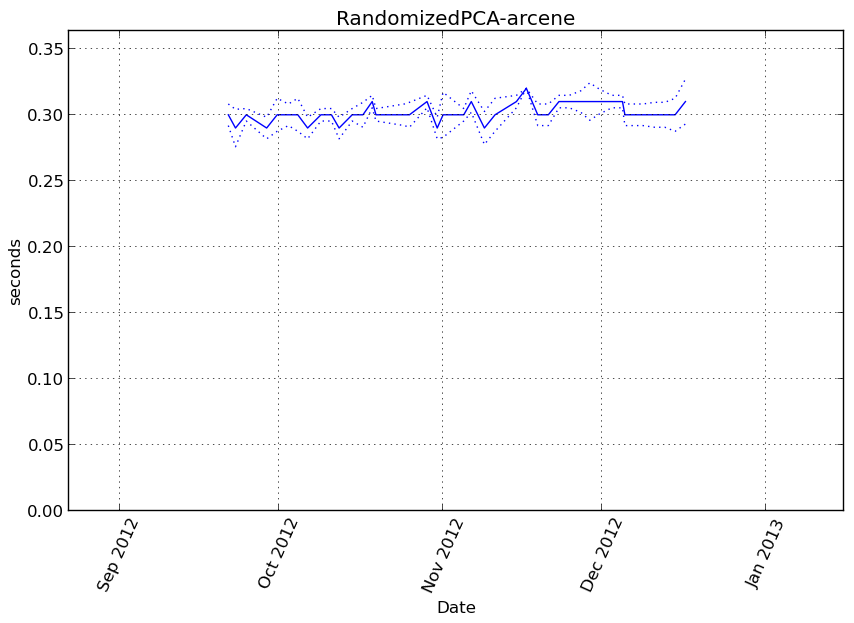 RandomizedPCA-arcene
0.35
0.30
0.25
0.20
0.15
0.10
0.05
0.00
seconds
Sep 2012
Oct 2012
Nov 2012
Dec 2012
Jan 2013
Date